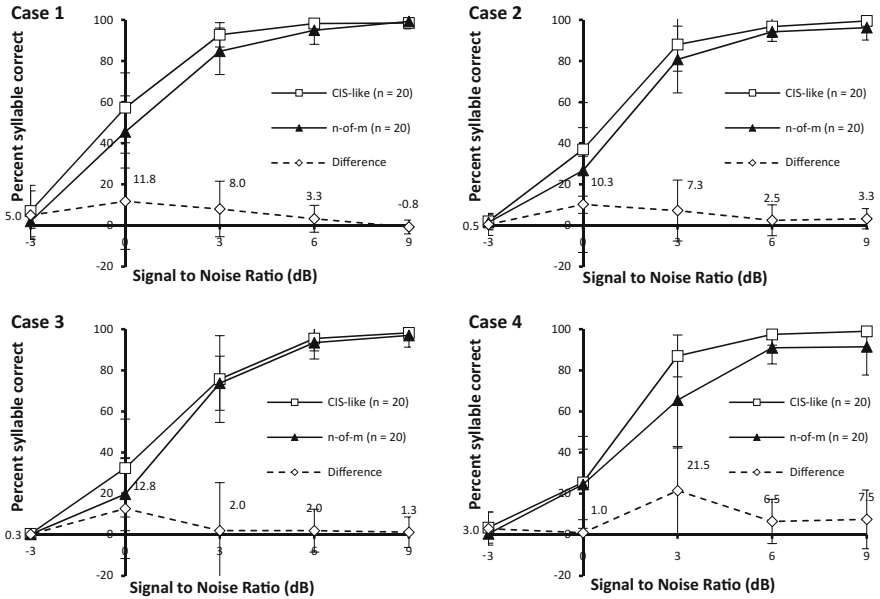 Case 1
Percent syllable correct
100
80
60
40
20
0
-20
CIS-like (n = 20)
n-of-m (n = 20)
Difference
5.0
11.8
8.0
3.3
-0.8
-3
0
3
6
9
Signal to Noise Ratio (dB)
Case 2
Percent syllable correct
100
80
60
40
20
0
-20
CIS-like (n = 20)
n-of-m (n = 20)
Difference
0.5
10.3
7.3
2.5
3.3
-3
0
3
6
9
Signal to Noise Ratio (dB)
Case 3
Percent syllable correct
100
80
60
40
20
0
-20
CIS-like (n = 20)
n-of-m (n = 20)
Difference
0.3
12.8
2.0
2.0
1.3
-3
0
3
6
9
Signal to Noise Ratio (dB)
Case 4
Percent syllable correct
100
80
60
40
20
0
-20
CIS-like (n = 20)
n-of-m (n = 20)
Difference
3.0
1.0
21.5
6.5
7.5
-3
0
3
6
9
Signal to Noise Ratio (dB)